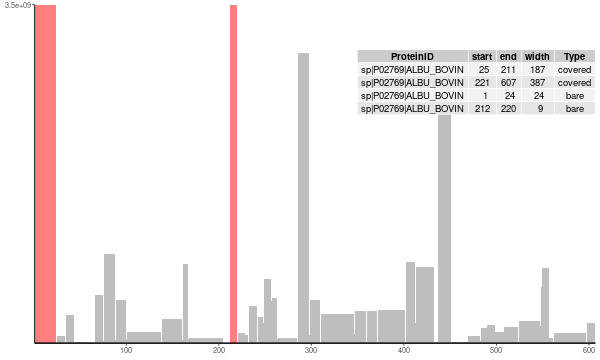 3.5e+09
ProteinID start end width Type
sp|P02769|ALBU_BOVIN 25 211 187 covered
sp|P02769|ALBU_BOVIN 221 607 387 covered
sp|P02769|ALBU_BOVIN 1 24 24 bare
sp|P02769|ALBU_BOVIN 212 220 9 bare
100 200 300 400 500 600